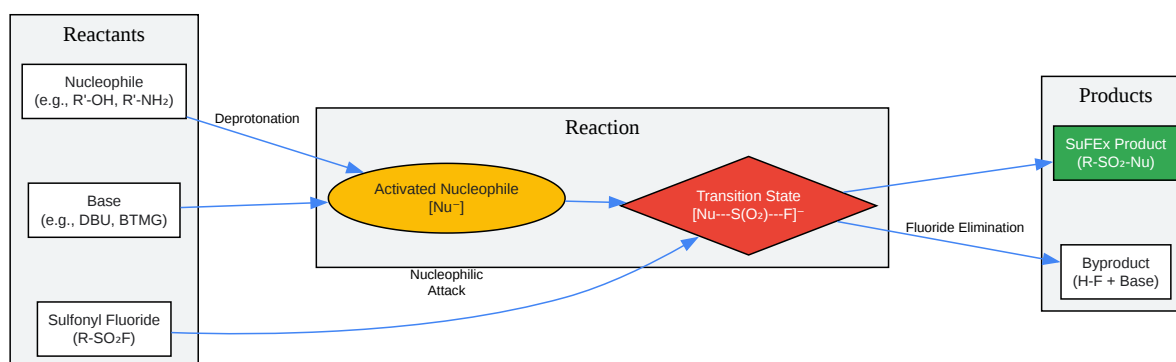 Reactants
Nucleophile
(e.g., R'-OH, R'-NH₂)
Base
(e.g., DBU, BTMG)
Sulfonyl Fluoride
(R-SO₂F)
Deprotonation
Nucleophilic
Attack
Reaction
Activated Nucleophile
[Nu⁻]
Transition State
[Nu---S(O₂)---F]⁻
Fluoride Elimination
Products
SuFEx Product
(R-SO₂-Nu)
Byproduct
(H-F + Base)